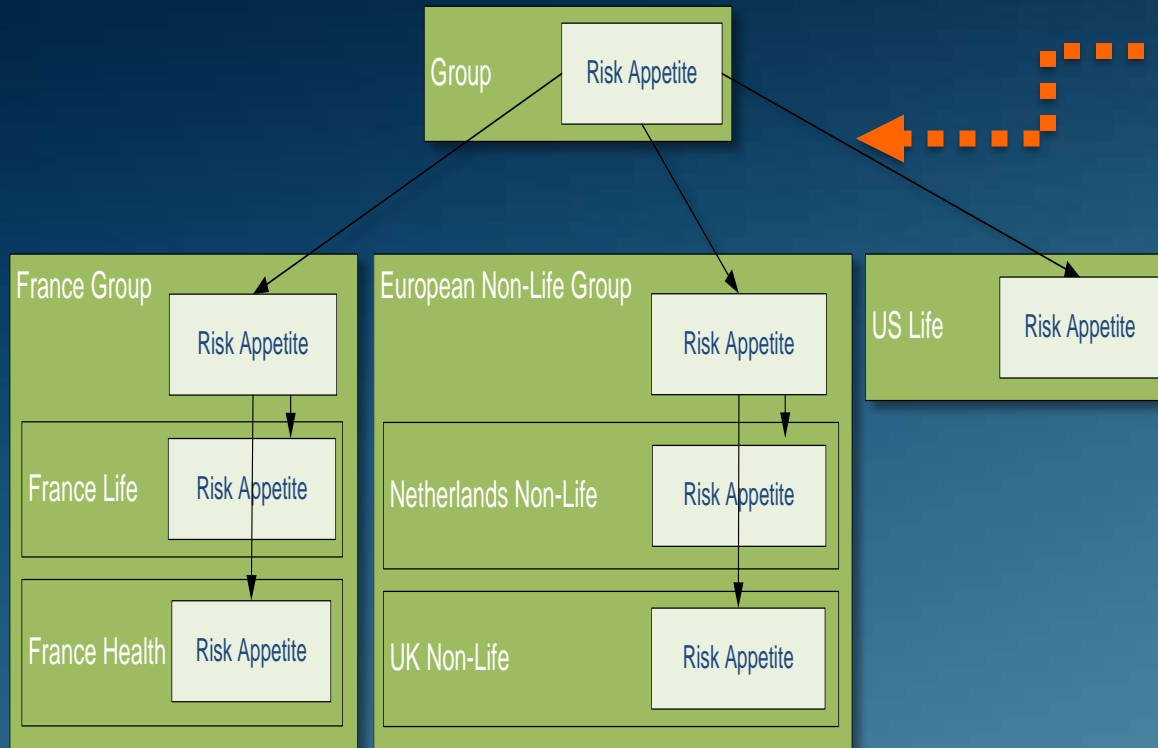 Group
Risk Appetite
France Group
Risk Appetite
France Life
Risk Appetite
France Health
Risk Appetite
European Non-Life Group
Risk Appetite
Netherlands Non-Life
Risk Appetite
UK Non-Life
Risk Appetite
US Life
Risk Appetite